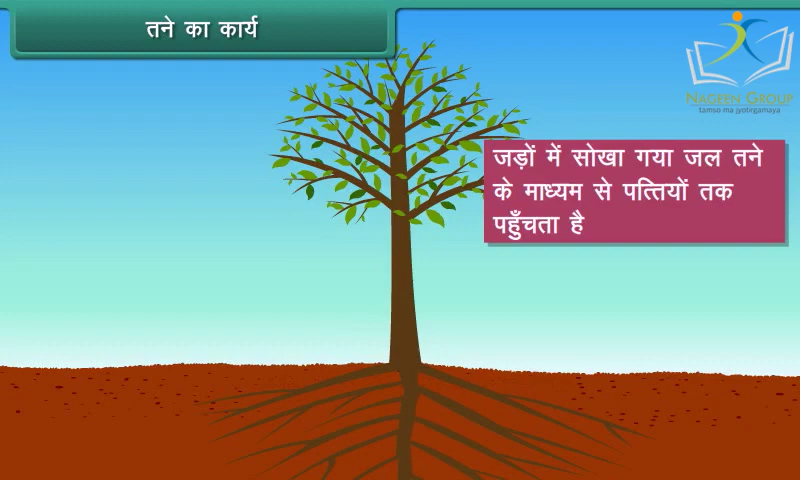 तने का कार्य
NAGEEN GROUP
tamso ma jyotirgamaya
जड़ों में सोखा गया जल तने
के माध्यम से पत्तियों तक
पहुँचता है